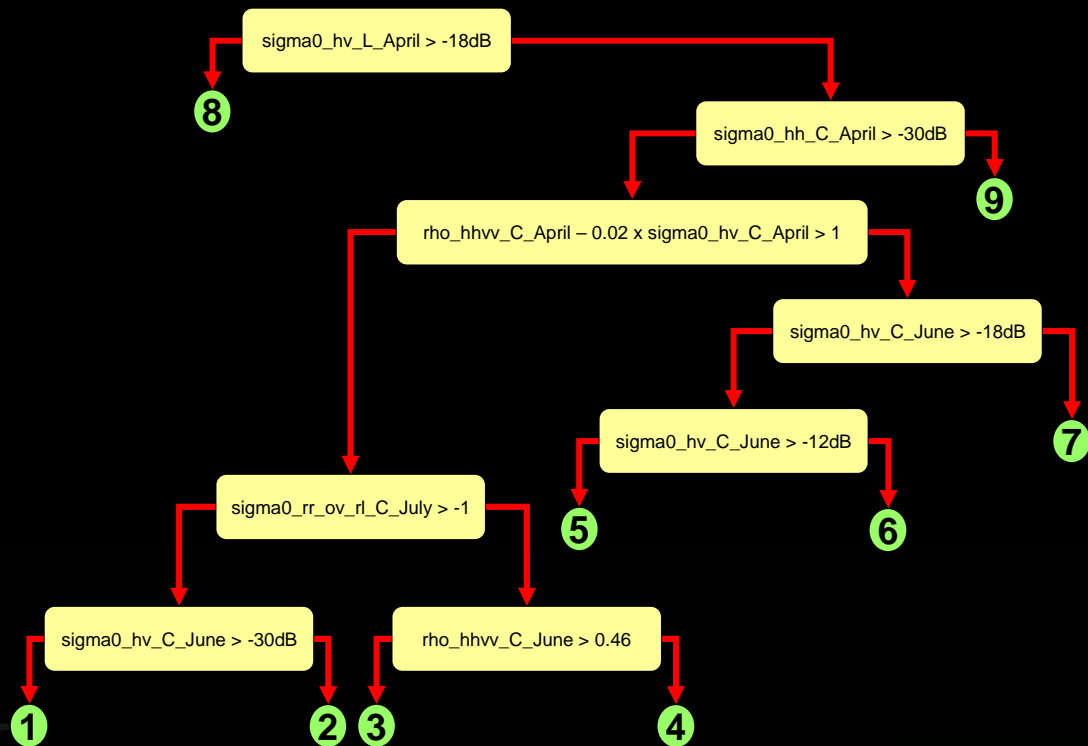 sigma0_hv_L_April > -18dB
8
sigma0_hh_C_April > -30dB
9
rho_hhvv_C_April – 0.02 x sigma0_hv_C_April > 1
sigma0_hv_C_June > -18dB
7
sigma0_hv_C_June > -12dB
5
6
sigma0_rr_ov_rl_C_July > -1
sigma0_hv_C_June > -30dB
rho_hhvv_C_June > 0.46
1
2
3
4